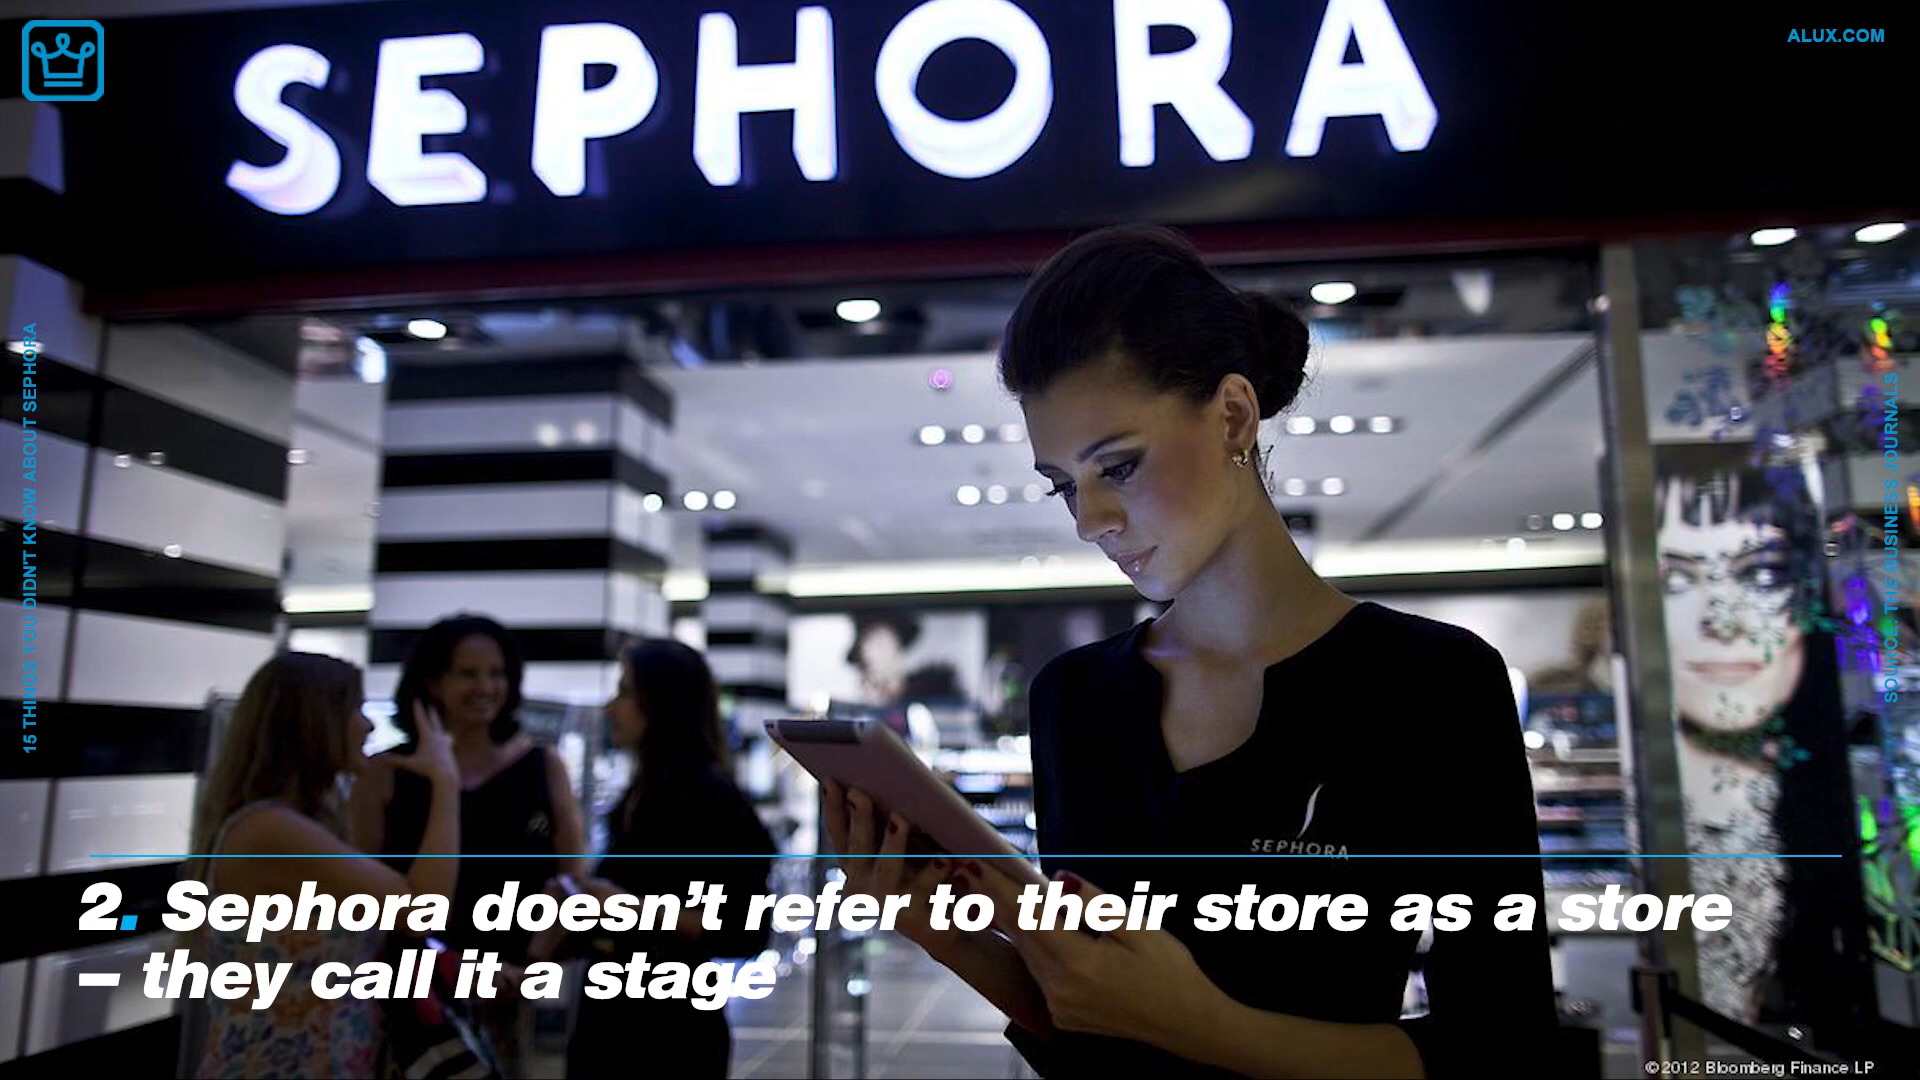 SEPHORA
ALUX.COM
15 THINGS YOU DIDN'T KNOW ABOUT SEPHORA
SOURCE: THE BUSINESS JOURNALS
SEPHORA
2. Sephora doesn’t refer to their store as a store
– they call it a stage
©2012 Bloomberg Finance LP